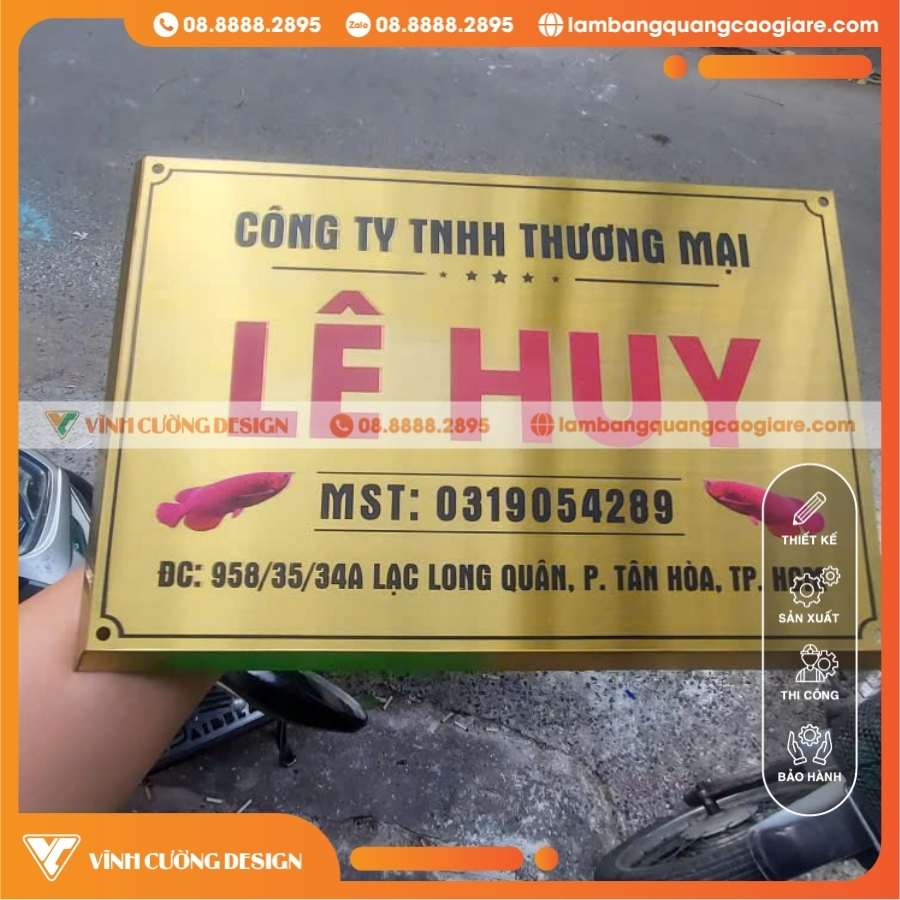 08.8888.2895 Zalo 08.8888.2895 lambangquangcaogiare.com
CÔNG TY TNHH THƯƠNG MẠI
LÊ HUY
VĨNH CƯỜNG DESIGN 08.8888.2895 lambangquangcaogiare.com
MST: 0319054289
ĐC: 958/35/34A LẠC LONG QUÂN, P. TÂN HÒA, TP. HCM
THIẾT KẾ
SẢN XUẤT
THI CÔNG
BẢO HÀNH
VĨNH CƯỜNG DESIGN